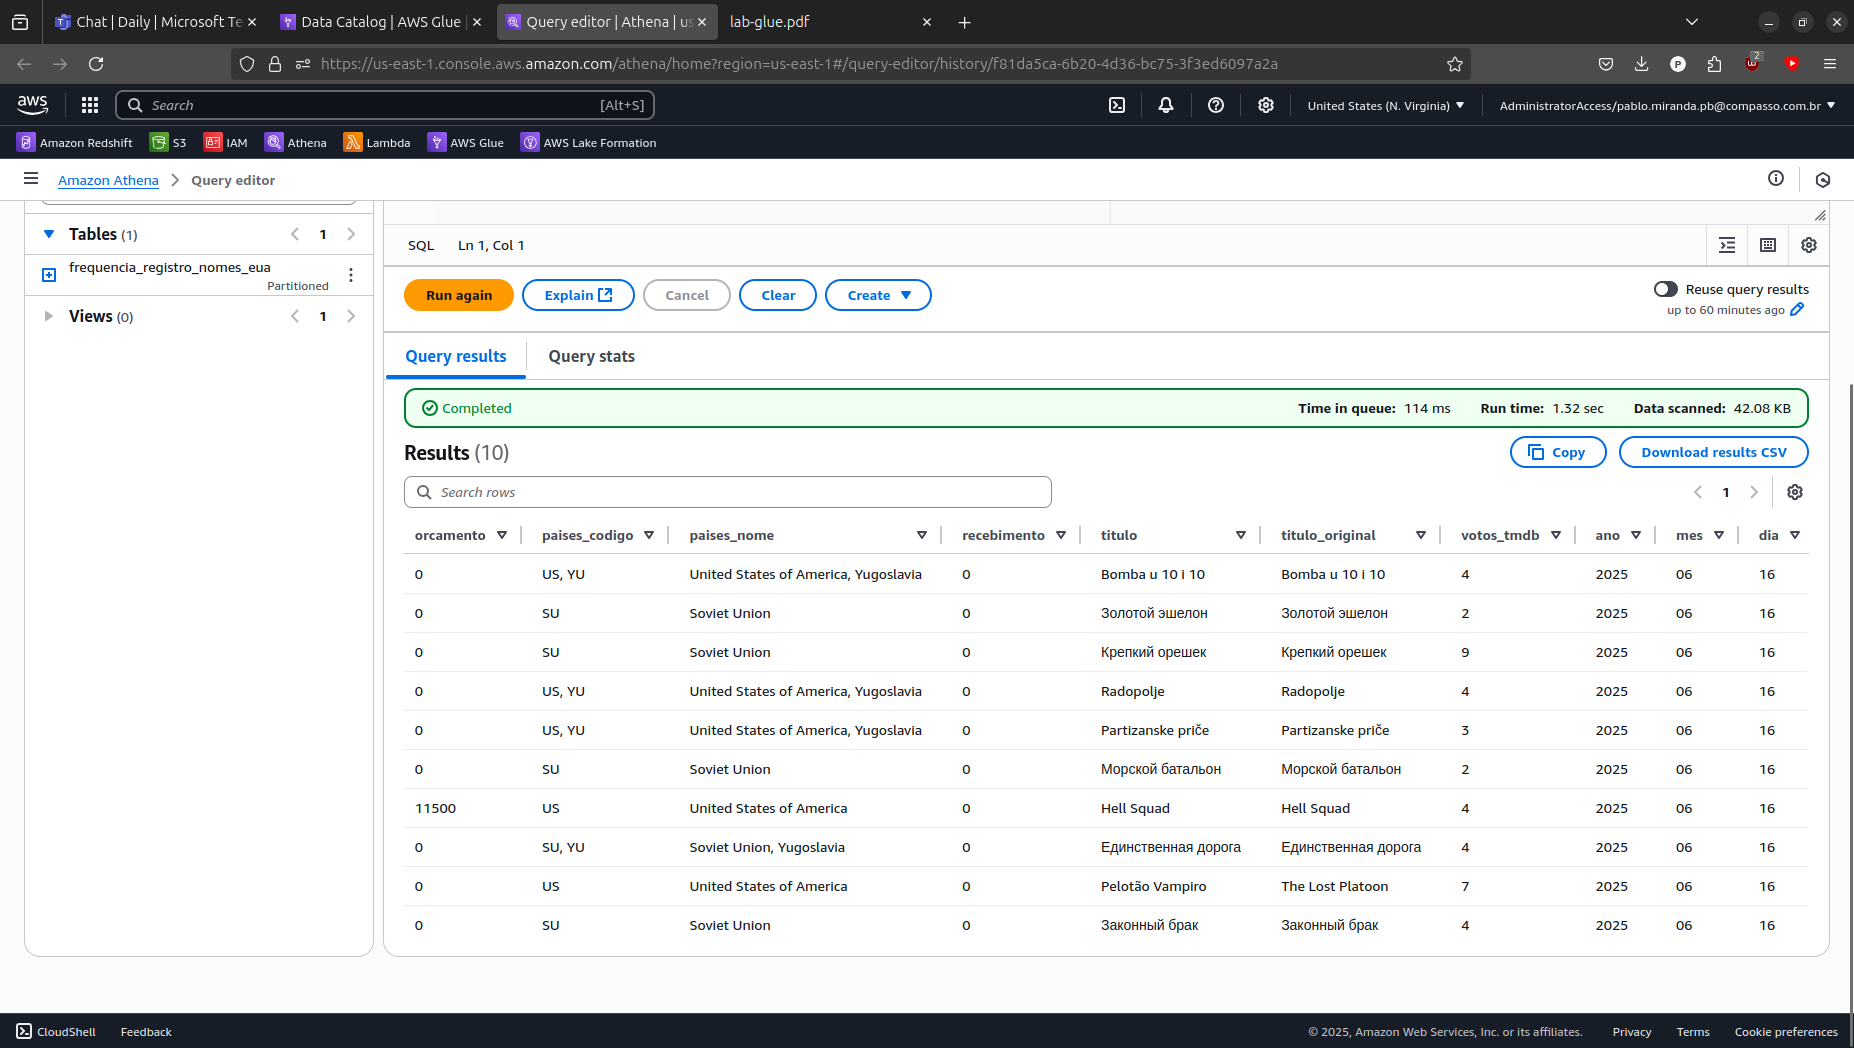 Chat | Daily | Microsoft Te
Data Catalog | AWS Glue |
Query editor | Athena | us
lab-glue.pdf
https://us-east-1.console.aws.amazon.com/athena/home?region=us-east-1#/query-editor/history/f81da5ca-6b20-4d36-bc75-3f3ed6097a2a
2
aws
Search
[Alt+S]
United States (N. Virginia)
AdministratorAccess/pablo.miranda.pb@compasso.com.br
Amazon Redshift
S3
IAM
Athena
Lambda
AWS Glue
AWS Lake Formation
Amazon Athena
Query editor
Tables (1)
1
frequencia_registro_nomes_eua
Partitioned
Views (0)
1
SQL
Ln 1, Col 1
Run again
Explain
Cancel
Clear
Create
Reuse query results
up to 60 minutes ago
Query results
Query stats
Completed
Time in queue: 114 ms
Run time: 1.32 sec
Data scanned: 42.08 KB
Results (10)
Copy
Download results CSV
Search rows
1
orcamento paises_codigo paises_nome recebimento titulo titulo_original votos_tmdb ano mes dia
0 US, YU United States of America, Yugoslavia 0 Bomba u 10 i 10 Bomba u 10 i 10 4 2025 06 16
0 SU Soviet Union 0 Золотой эшелон Золотой эшелон 2 2025 06 16
0 SU Soviet Union 0 Крепкий орешек Крепкий орешек 9 2025 06 16
0 US, YU United States of America, Yugoslavia 0 Radopolje Radopolje 4 2025 06 16
0 US, YU United States of America, Yugoslavia 0 Partizanske priče Partizanske priče 3 2025 06 16
0 SU Soviet Union 0 Морской батальон Морской батальон 2 2025 06 16
11500 US United States of America 0 Hell Squad Hell Squad 4 2025 06 16
0 SU, YU Soviet Union, Yugoslavia 0 Единственная дорога Единственная дорога 4 2025 06 16
0 US United States of America 0 Pelotão Vampiro The Lost Platoon 7 2025 06 16
0 SU Soviet Union 0 Законный брак Законный брак 4 2025 06 16
CloudShell
Feedback
© 2025, Amazon Web Services, Inc. or its affiliates.
Privacy
Terms
Cookie preferences